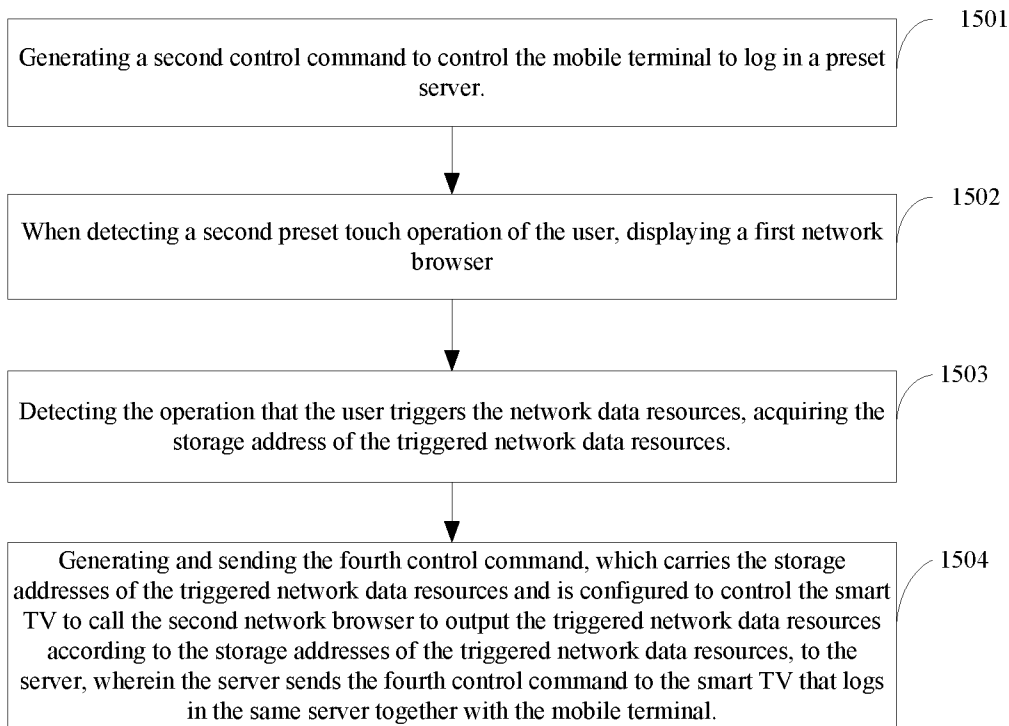 1501
Generating a second control command to control the mobile terminal to log in a preset
server.
1502
When detecting a second preset touch operation of the user, displaying a first network
browser
1503
Detecting the operation that the user triggers the network data resources, acquiring the
storage address of the triggered network data resources.
1504
Generating and sending the fourth control command, which carries the storage
addresses of the triggered network data resources and is configured to control the smart
TV to call the second network browser to output the triggered network data resources
according to the storage addresses of the triggered network data resources, to the
server, wherein the server sends the fourth control command to the smart TV that logs
in the same server together with the mobile terminal.